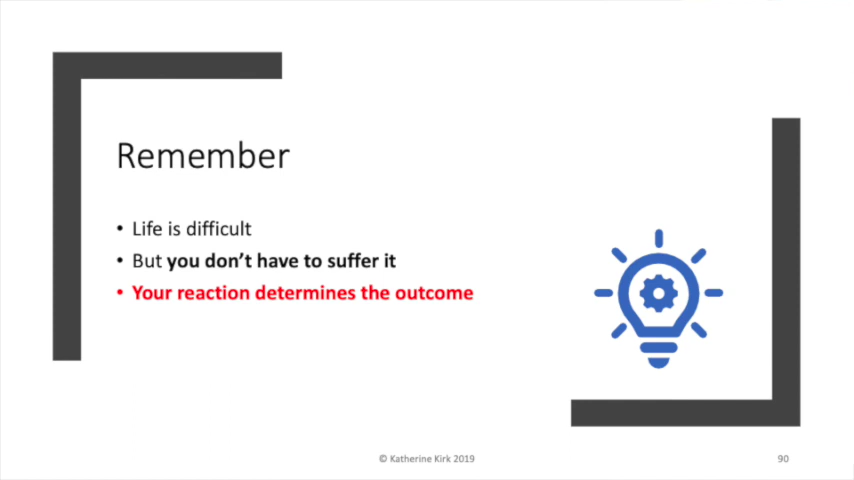 Remember
• Life is difficult
• But you don’t have to suffer it
• Your reaction determines the outcome
© Katherine Kirk 2019
90